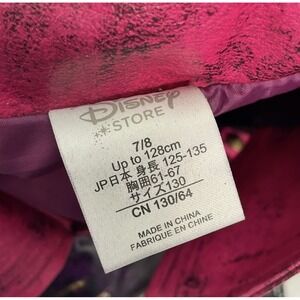 Disney
STORE
7/8
Up to 128cm
JP日本 身長 125-135
胸囲61-67
サイズ130
CN 130/64
MADE IN CHINA
FABRIQUE EN CHINE